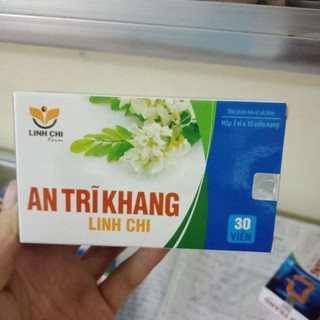 LINH CHI
Thực phẩm bảo vệ sức khỏe
Hộp 3 vỉ x 10 viên nang
AN TRĨ KHANG
LINH CHI
30
VIÊN